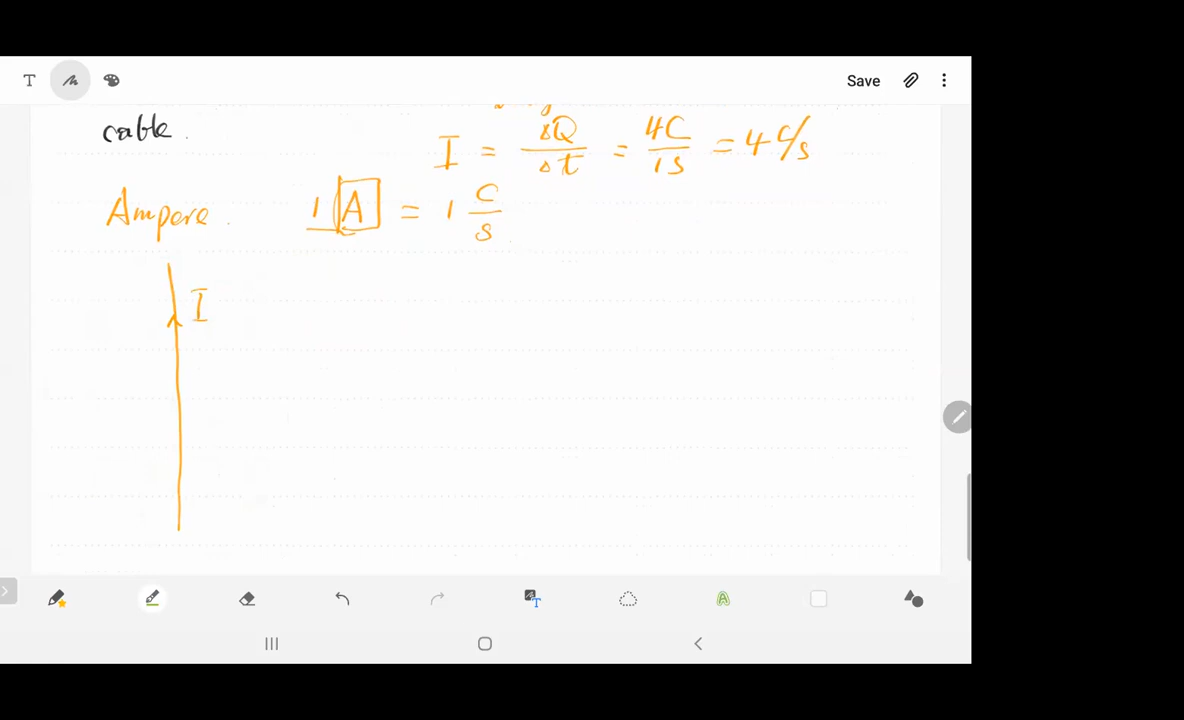 T Save
cable.
I = ΔQ/Δt = 4C/1S = 4 C/s
Ampere. 1 A = 1 C/s
I
T
A